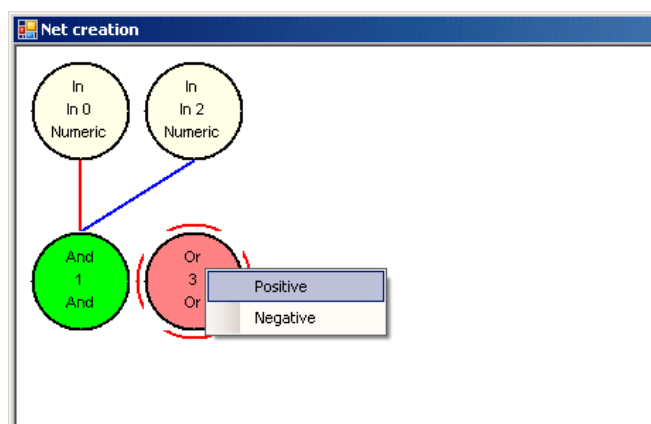 Net creation
In
In 0
Numeric
In
In 2
Numeric
And
1
And
Or
3
Or
Positive
Negative